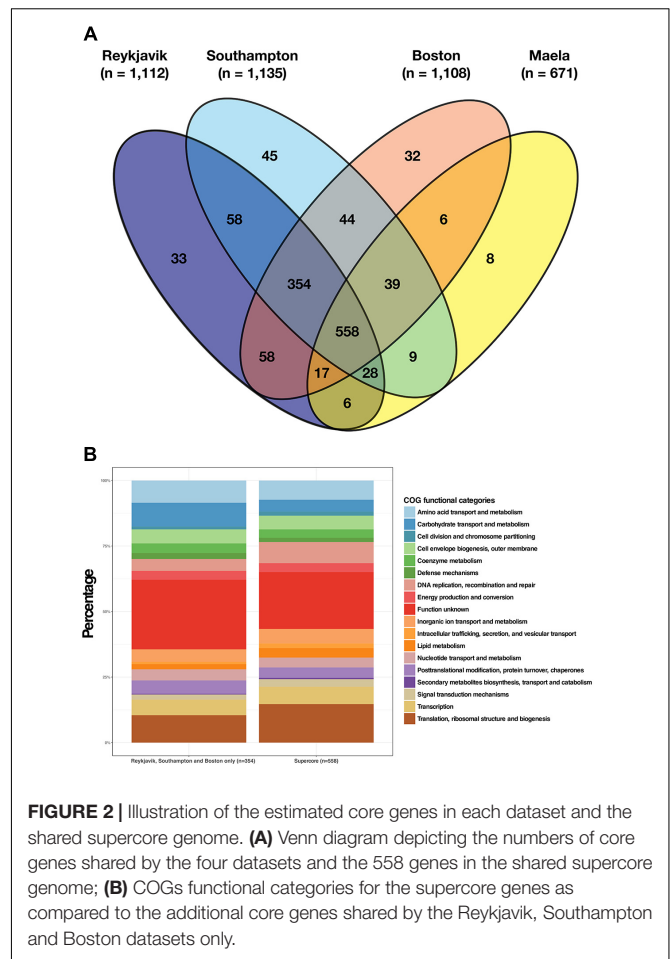 A
Reykjavik
(n = 1,112)
Southampton
(n = 1,135)
Boston
(n = 1,108)
Maela
(n = 671)
45
32
58
44
6
33
8
354
39
558
58
9
17
28
6
B
Percentage
100%
75%
50%
25%
0%
Reykjavik, Southampton and Boston only (n=354)
Supercore (n=558)
COG functional categories
Amino acid transport and metabolism
Carbohydrate transport and metabolism
Cell division and chromosome partitioning
Cell envelope biogenesis, outer membrane
Coenzyme metabolism
Defense mechanisms
DNA replication, recombination and repair
Energy production and conversion
Function unknown
Inorganic ion transport and metabolism
Intracellular trafficking, secretion, and vesicular transport
Lipid metabolism
Nucleotide transport and metabolism
Posttranslational modification, protein turnover, chaperones
Secondary metabolites biosynthesis, transport and catabolism
Signal transduction mechanisms
Transcription
Translation, ribosomal structure and biogenesis
FIGURE 2 | Illustration of the estimated core genes in each dataset and the
shared supercore genome. (A) Venn diagram depicting the numbers of core
genes shared by the four datasets and the 558 genes in the shared supercore
genome; (B) COGs functional categories for the supercore genes as
compared to the additional core genes shared by the Reykjavik, Southampton
and Boston datasets only.